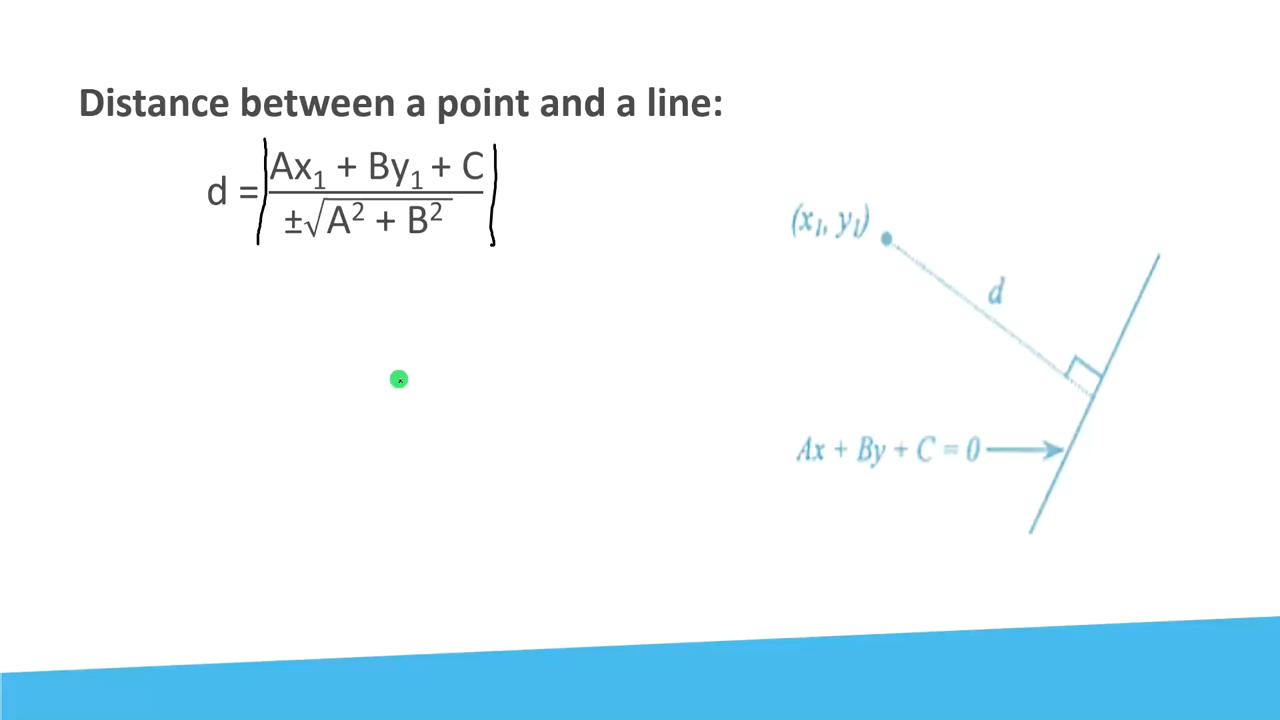 Distance between a point and a line:
d = |Ax₁ + By₁ + C|
±√A² + B²
(x₁, y₁)
d
Ax + By + C = 0